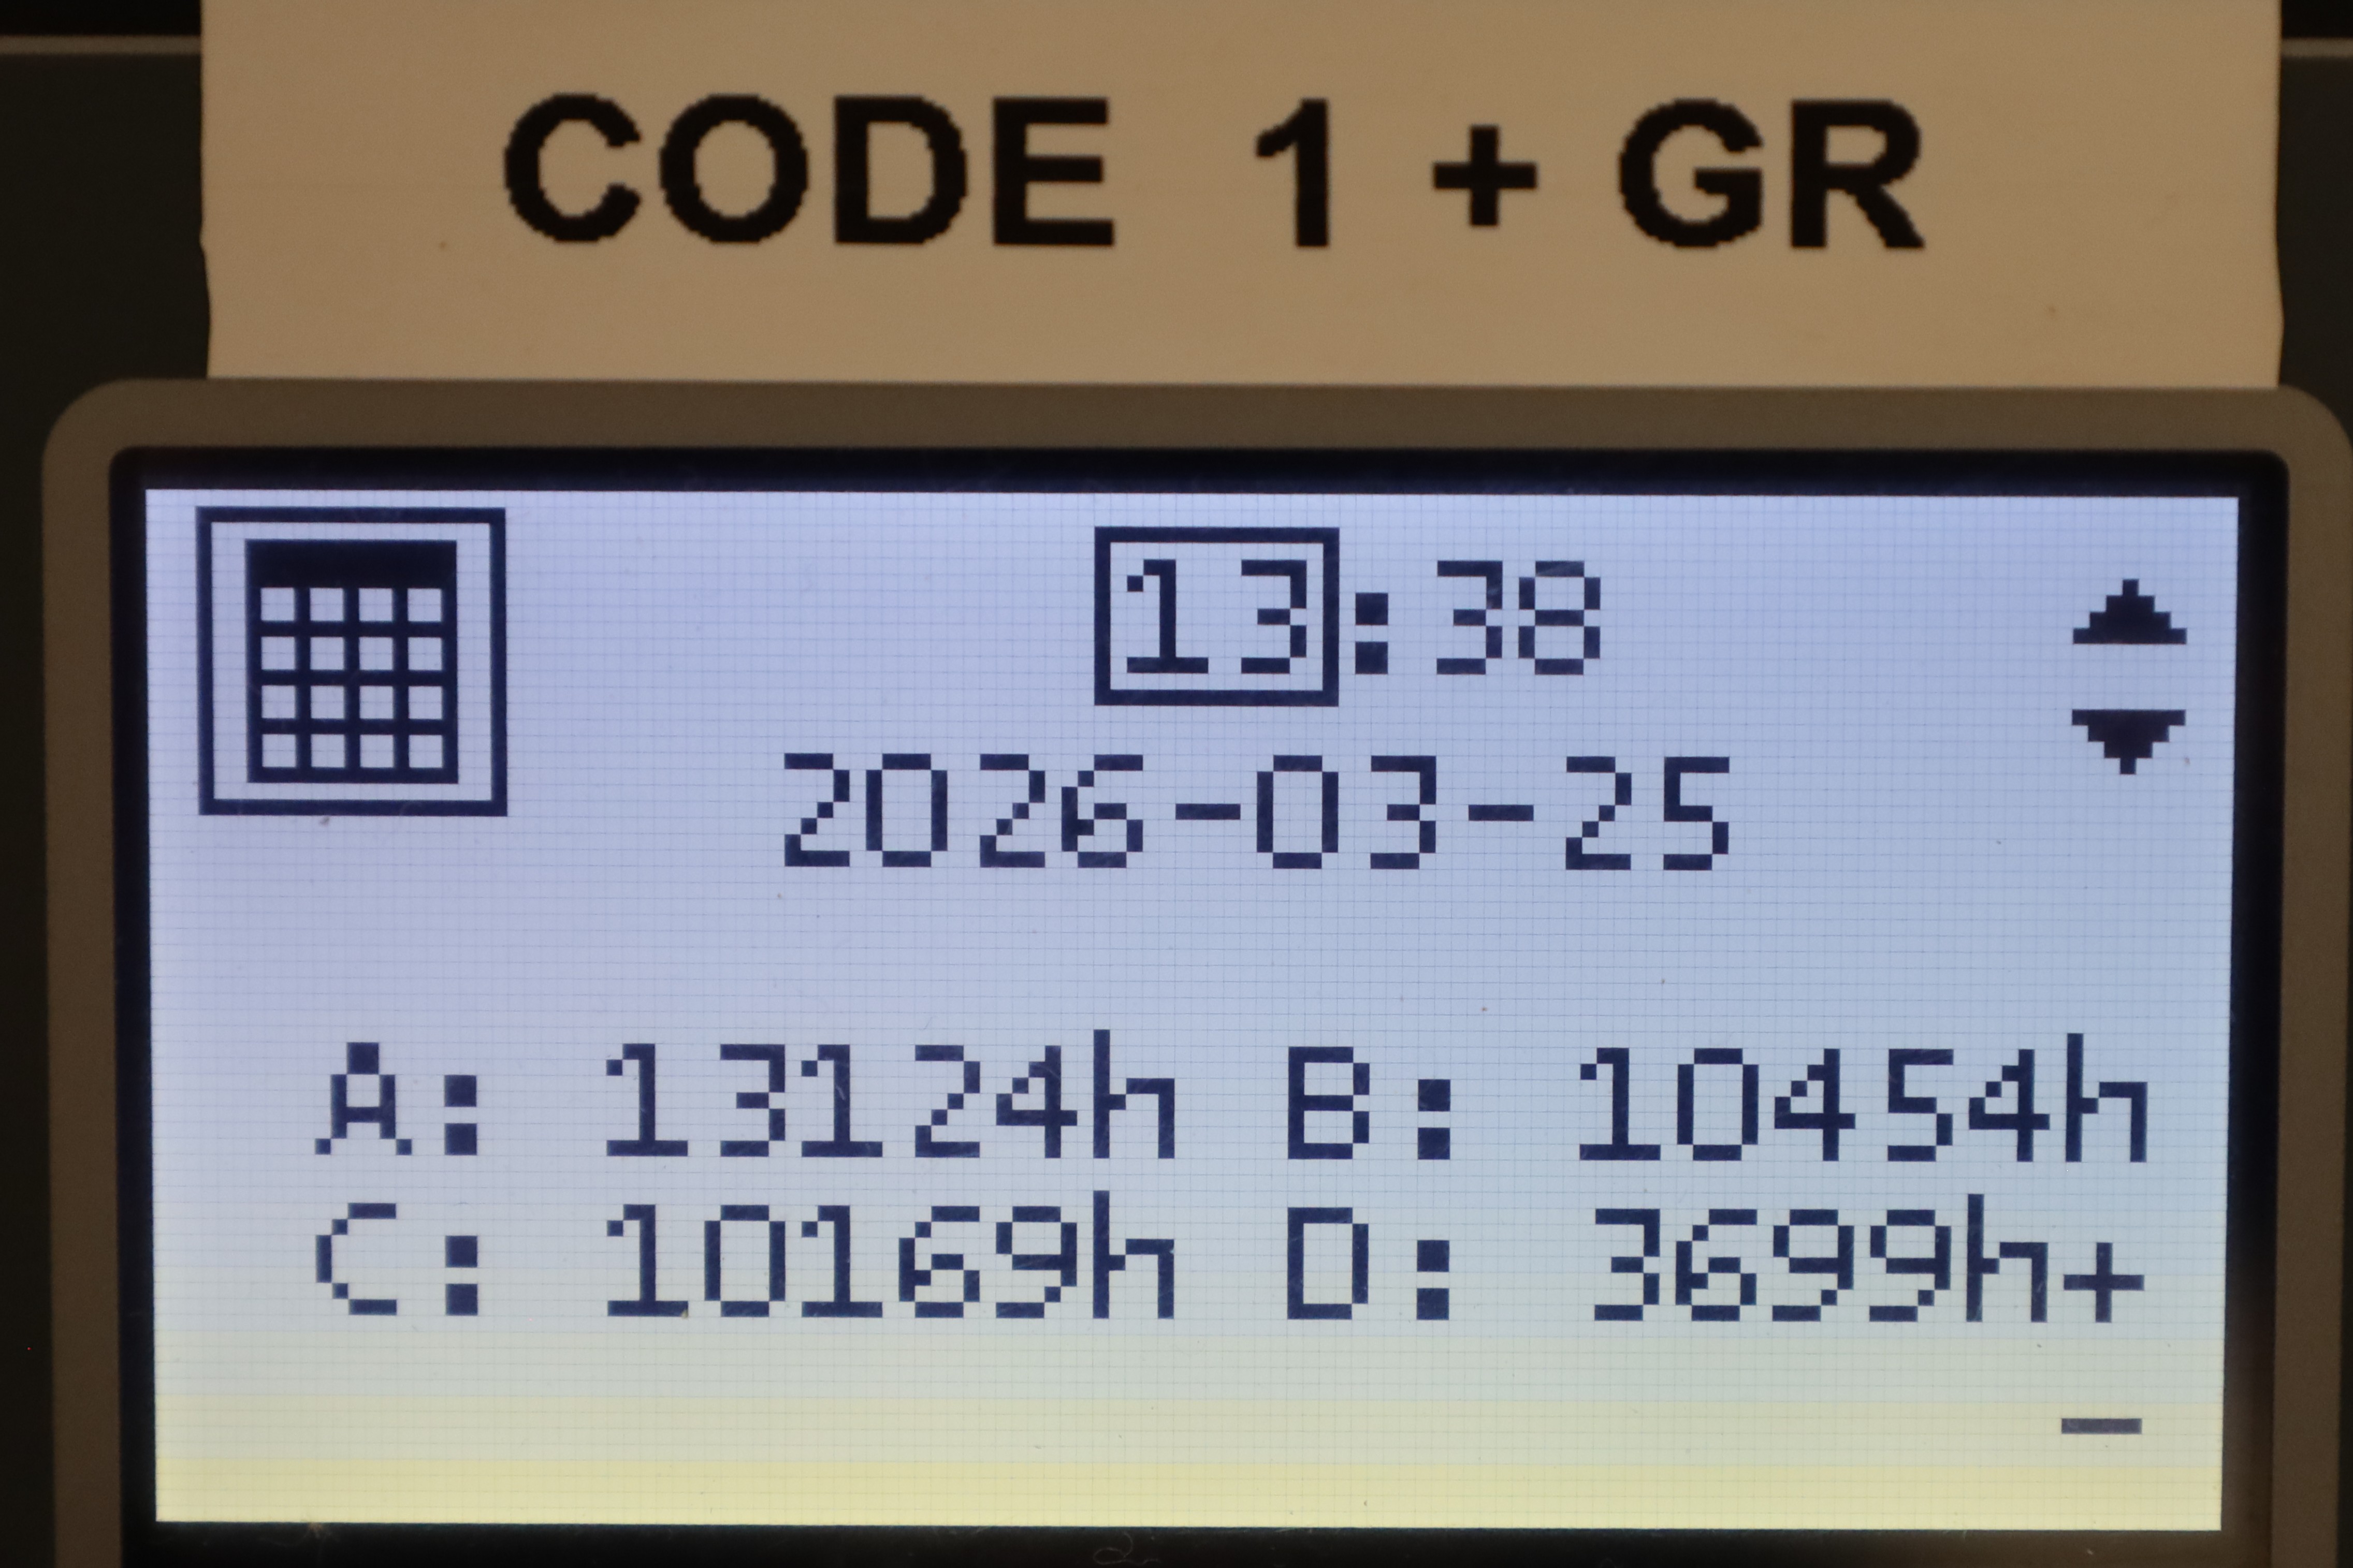 CODE 1 + GR
13:38
2026-03-25
A: 13124h B: 10454h
C: 10169h D: 3699h+
-